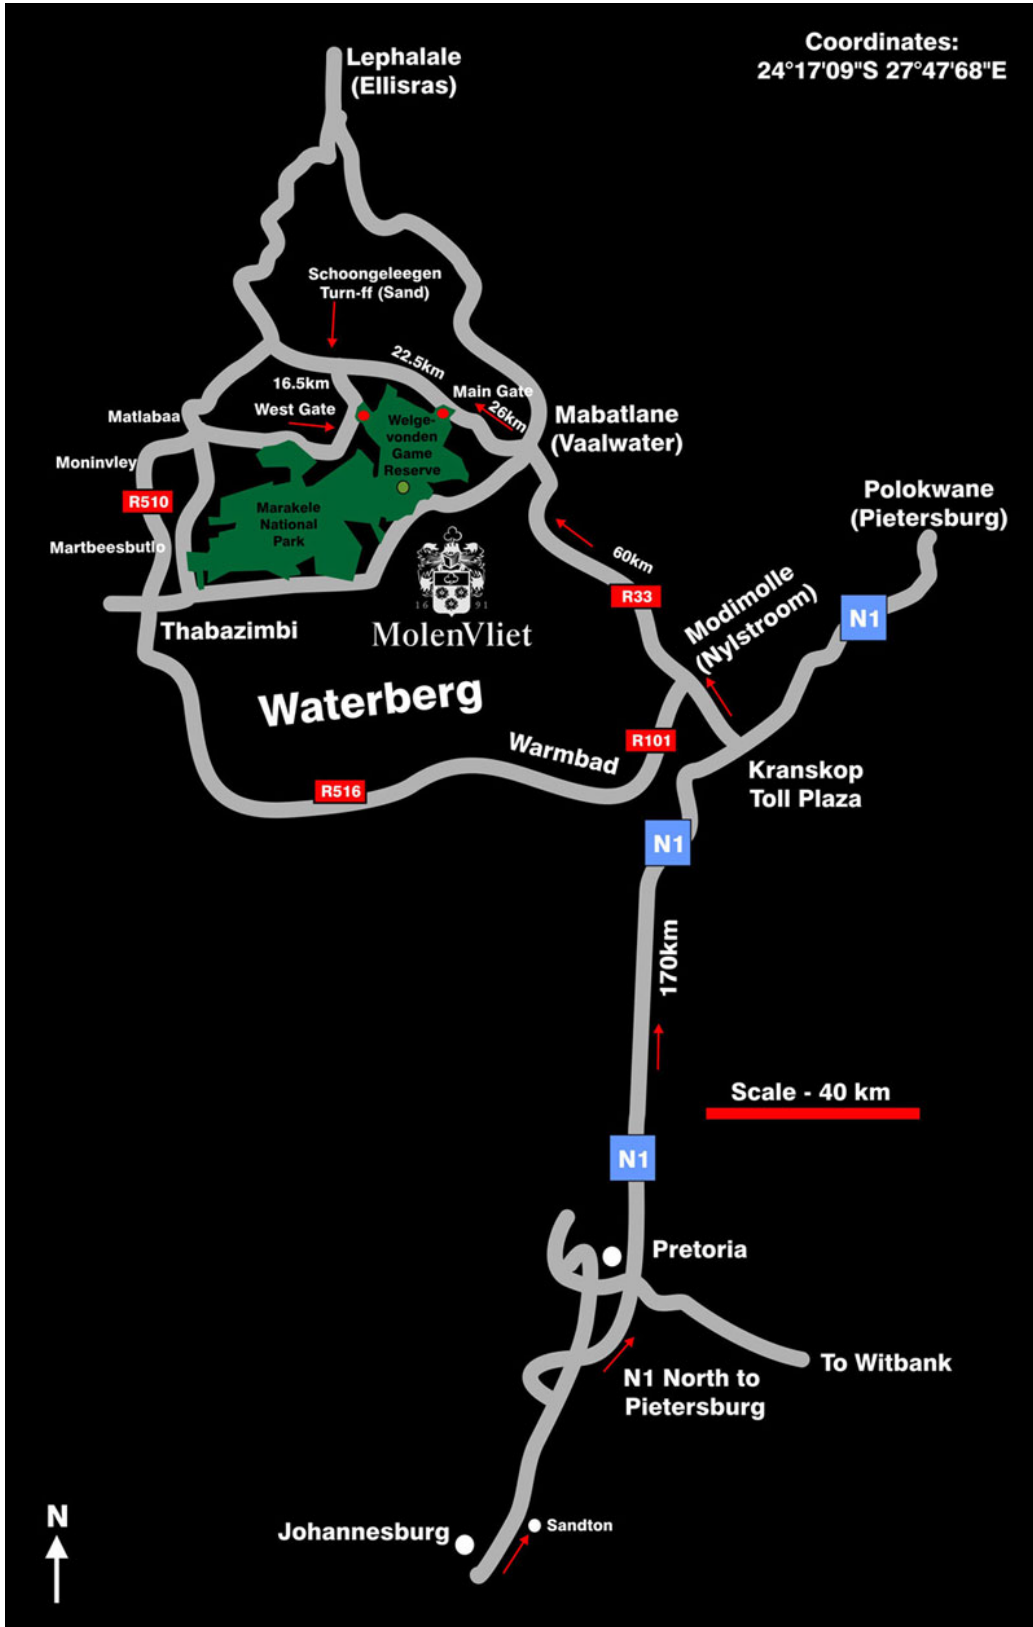 Coordinates:
24°17'09"S 27°47'68"E
Lephalale
(Ellisras)
Schoongeleegen
Turn-ff (Sand)
22.5km
16.5km
Main Gate
26km
West Gate
Matlabaa
Mabatlane
(Vaalwater)
Welge-
vonden
Game
Reserve
Moninvley
R510
Polokwane
(Pietersburg)
Marakele
National
Park
Martbeesbutlo
60km
R33
Modimolle
(Nylstroom)
N1
16 91
MolenVliet
Thabazimbi
Waterberg
Warmbad
R101
Kranskop
Toll Plaza
R516
N1
170km
Scale - 40 km
N1
Pretoria
To Witbank
N1 North to
Pietersburg
N
Johannesburg
Sandton